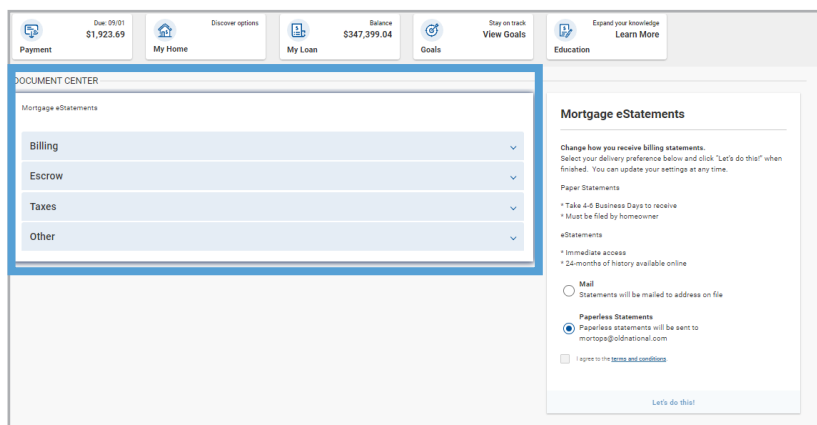 Due: 09/01
$1,923.69
Payment
Discover options
My Home
Balance
$347,399.04
My Loan
Stay on track
View Goals
Goals
Expand your knowledge
Learn More
Education
DOCUMENT CENTER
Mortgage eStatements
Billing
Escrow
Taxes
Other
Mortgage eStatements
Change how you receive billing statements.
Select your delivery preference below and click "Let's do this!" when
finished. You can update your settings at any time.
Paper Statements
* Take 4-6 Business Days to receive
* Must be filed by homeowner
eStatements
* Immediate access
* 24-months of history available online
Mail
Statements will be mailed to address on file
Paperless Statements
Paperless statements will be sent to
mortops@oldnational.com
I agree to the terms and conditions
Let's do this!